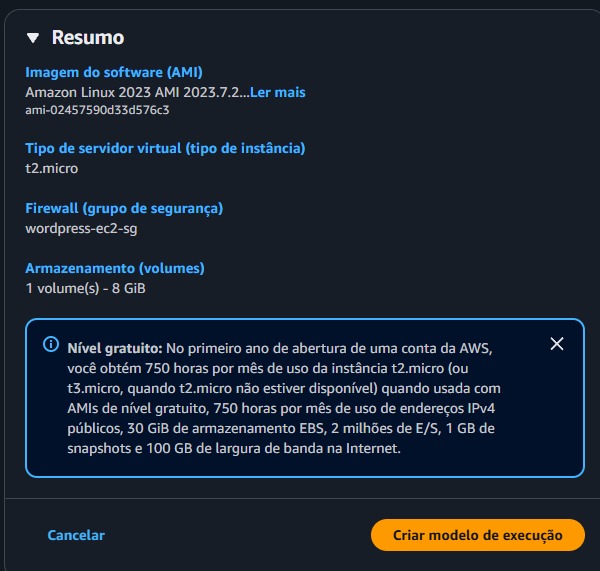 Resumo
Imagem do software (AMI)
Amazon Linux 2023 AMI 2023.7.2...Ler mais
ami-02457590d33d576c3
Tipo de servidor virtual (tipo de instância)
t2.micro
Firewall (grupo de segurança)
wordpress-ec2-sg
Armazenamento (volumes)
1 volume(s) - 8 GiB
Nível gratuito: No primeiro ano de abertura de uma conta da AWS,
você obtém 750 horas por mês de uso da instância t2.micro (ou
t3.micro, quando t2.micro não estiver disponível) quando usada com
AMIs de nível gratuito, 750 horas por mês de uso de endereços IPv4
públicos, 30 GiB de armazenamento EBS, 2 milhões de E/S, 1 GB de
snapshots e 100 GB de largura de banda na Internet.
Cancelar
Criar modelo de execução